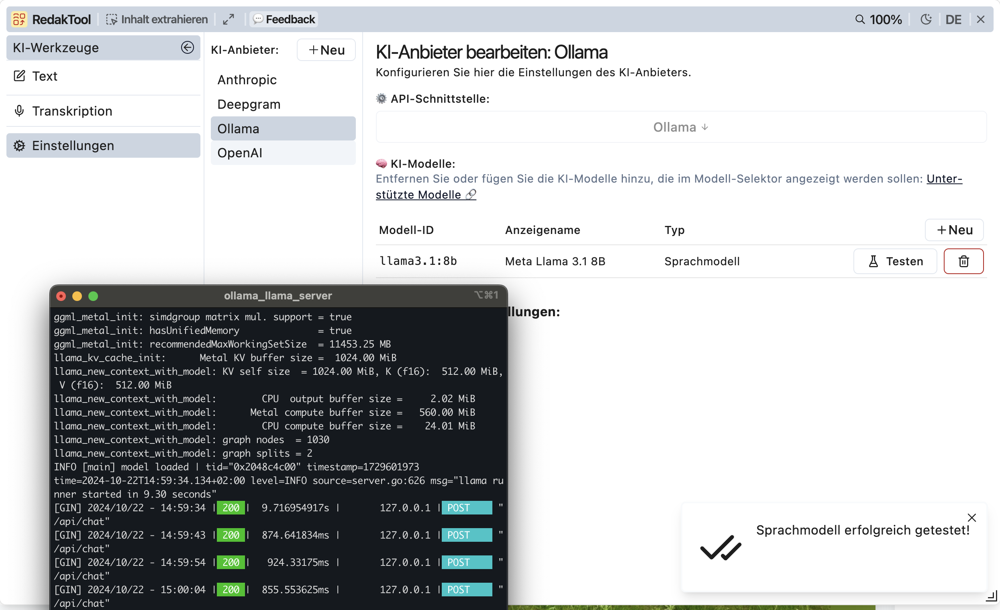 RedakTool
Inhalt extrahieren
Feedback
100%
DE
KI-Werkzeuge
Text
Transkription
Einstellungen
KI-Anbieter:
+Neu
Anthropic
Deepgram
Ollama
OpenAI
KI-Anbieter bearbeiten: Ollama
Konfigurieren Sie hier die Einstellungen des KI-Anbieters.
API-Schnittstelle:
Ollama ↓
KI-Modelle:
Entfernen Sie oder fügen Sie die KI-Modelle hinzu, die im Modell-Selektor angezeigt werden sollen: Unter-
stützte Modelle
Modell-ID Anzeigename Typ +Neu
llama3.1:8b Meta Llama 3.1 8B Sprachmodell Testen
llungen:
ollama_llama_server ⌥⌘1
ggml_metal_init: simdgroup matrix mul. support = true
ggml_metal_init: hasUnifiedMemory = true
ggml_metal_init: recommendedMaxWorkingSetSize = 11453.25 MB
llama_kv_cache_init: Metal KV buffer size = 1024.00 MiB
llama_new_context_with_model: KV self size = 1024.00 MiB, K (f16): 512.00 MiB,
V (f16): 512.00 MiB
llama_new_context_with_model: CPU output buffer size = 2.02 MiB
llama_new_context_with_model: Metal compute buffer size = 560.00 MiB
llama_new_context_with_model: CPU compute buffer size = 24.01 MiB
llama_new_context_with_model: graph nodes = 1030
llama_new_context_with_model: graph splits = 2
INFO [main] model loaded | tid="0x2048c4c00" timestamp=1729601973
time=2024-10-22T14:59:34.134+02:00 level=INFO source=server.go:626 msg="llama ru
nner started in 9.30 seconds"
[GIN] 2024/10/22 - 14:59:34 | 200 | 9.716954917s | 127.0.0.1 | POST "
/api/chat"
[GIN] 2024/10/22 - 14:59:43 | 200 | 874.641834ms | 127.0.0.1 | POST "
/api/chat"
[GIN] 2024/10/22 - 14:59:54 | 200 | 924.33175ms | 127.0.0.1 | POST "
/api/chat"
[GIN] 2024/10/22 - 15:00:04 | 200 | 855.553625ms | 127.0.0.1 | POST "
/api/chat"
Sprachmodell erfolgreich getestet!